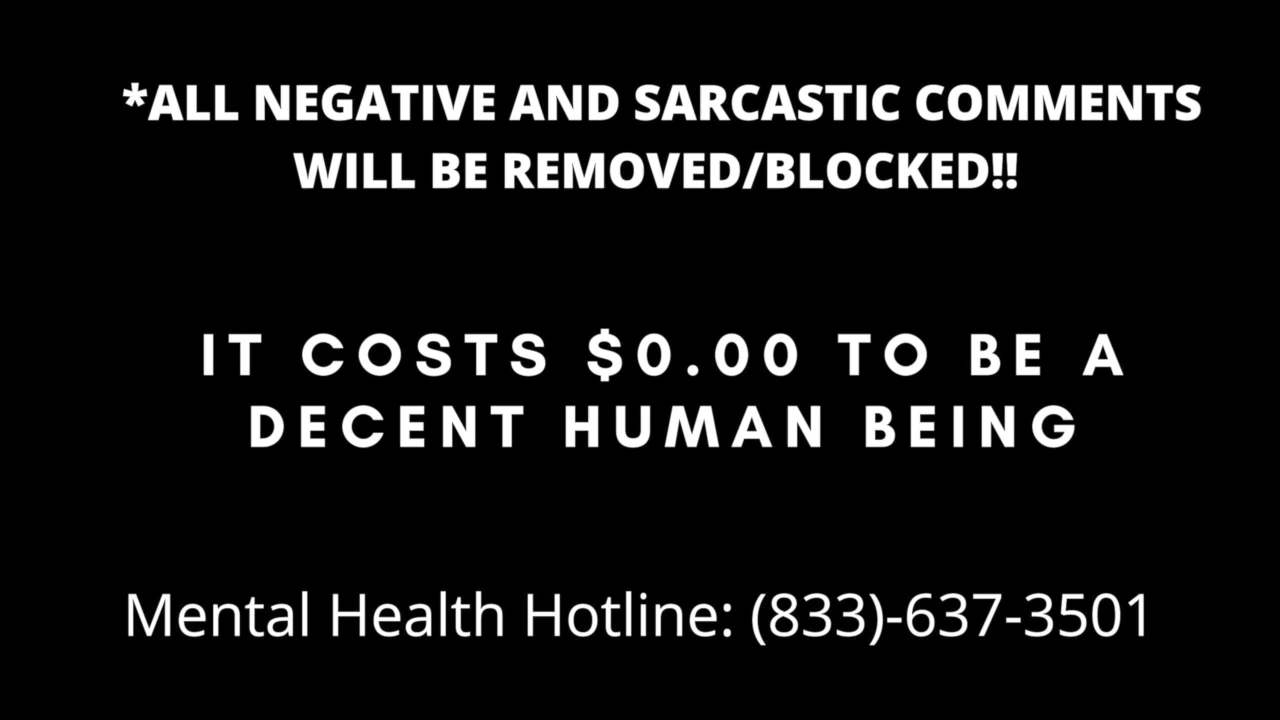 *ALL NEGATIVE AND SARCASTIC COMMENTS
WILL BE REMOVED/BLOCKED!!
IT COSTS $0.00 TO BE A
DECENT HUMAN BEING
Mental Health Hotline: (833)-637-3501